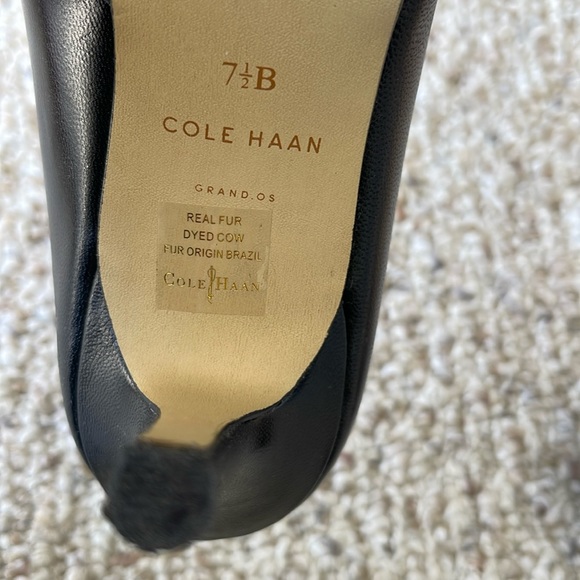 7½B
COLE HAAN
GRAND.OS
REAL FUR
DYED COW
FUR ORIGIN BRAZIL
COLE HAAN